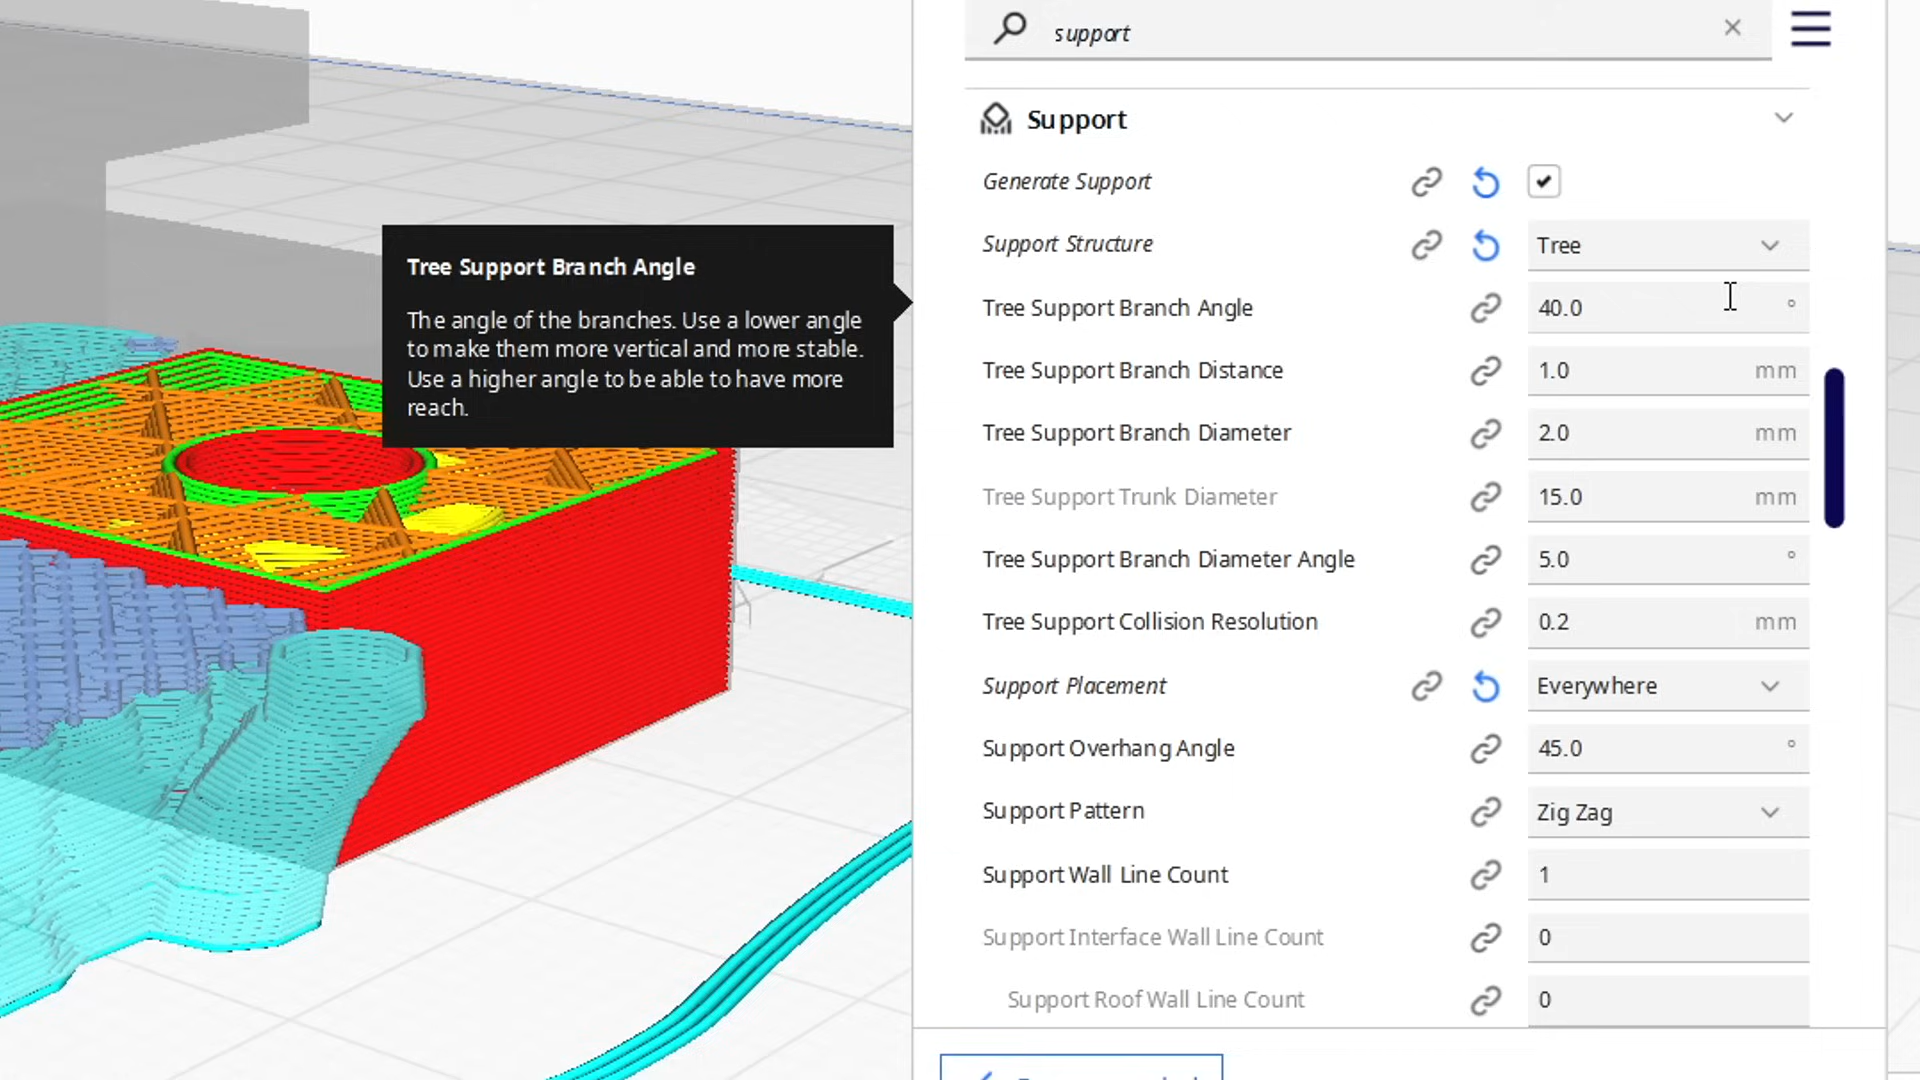 support
Support
Generate Support
Support Structure Tree
Tree Support Branch Angle 40.0 °
Tree Support Branch Distance 1.0 mm
Tree Support Branch Diameter 2.0 mm
Tree Support Trunk Diameter 15.0 mm
Tree Support Branch Diameter Angle 5.0 °
Tree Support Collision Resolution 0.2 mm
Support Placement Everywhere
Support Overhang Angle 45.0 °
Support Pattern Zig Zag
Support Wall Line Count 1
Support Interface Wall Line Count 0
Support Roof Wall Line Count 0
Tree Support Branch Angle
The angle of the branches. Use a lower angle
to make them more vertical and more stable.
Use a higher angle to be able to have more
reach.